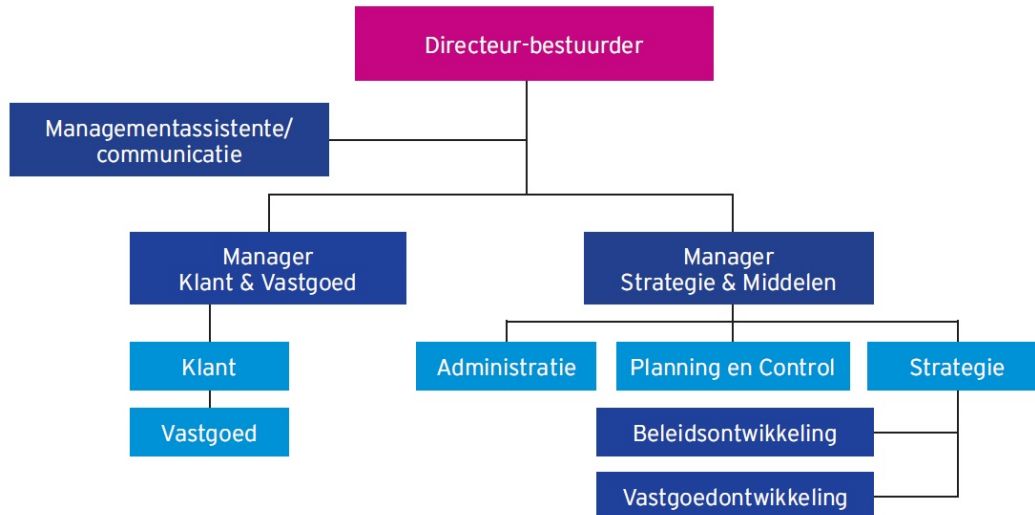 Directeur-bestuurder
Managementassistente/
communicatie
Manager
Klant & Vastgoed
Manager
Strategie & Middelen
Klant
Administratie
Planning en Control
Strategie
Vastgoed
Beleidsontwikkeling
Vastgoedontwikkeling